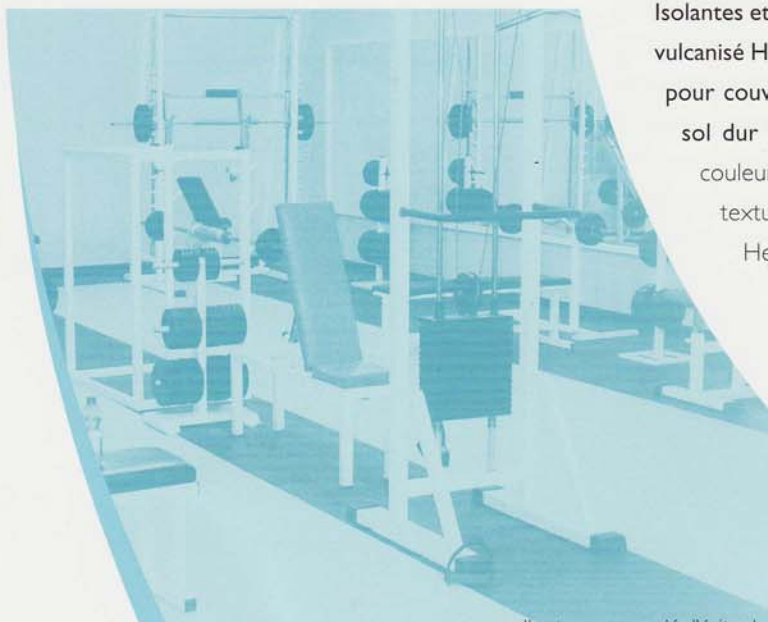 Isolantes et
vulcanisé H
pour couv
sol dur
couleur
textu
He